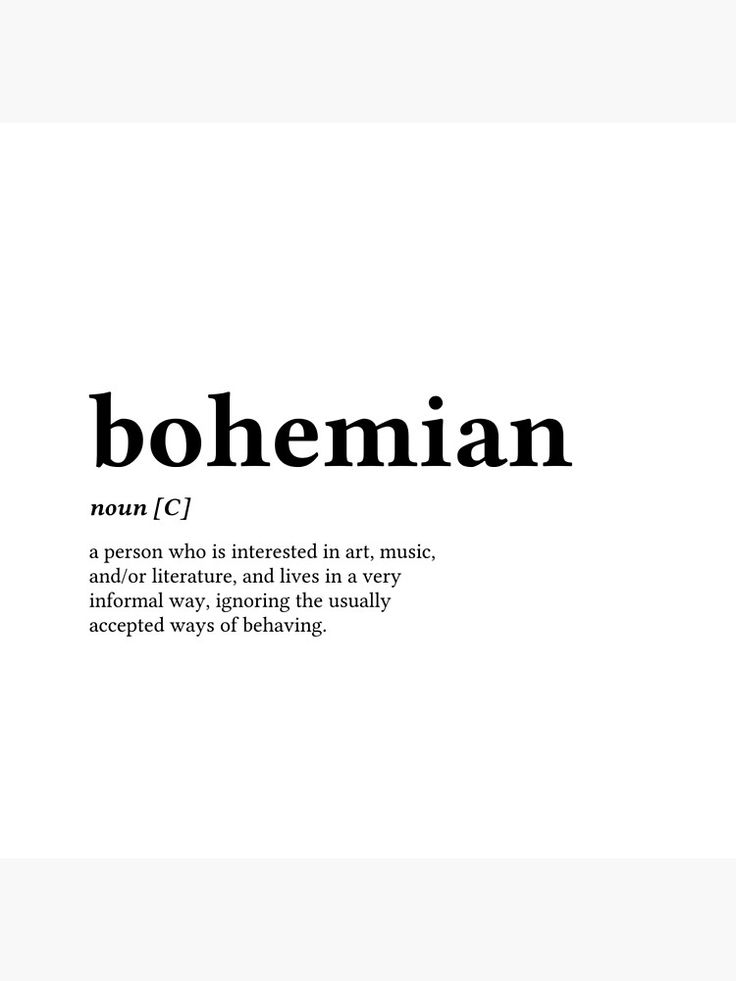 bohemian
noun [C]
a person who is interested in art, music,
and/or literature, and lives in a very
informal way, ignoring the usually
accepted ways of behaving.